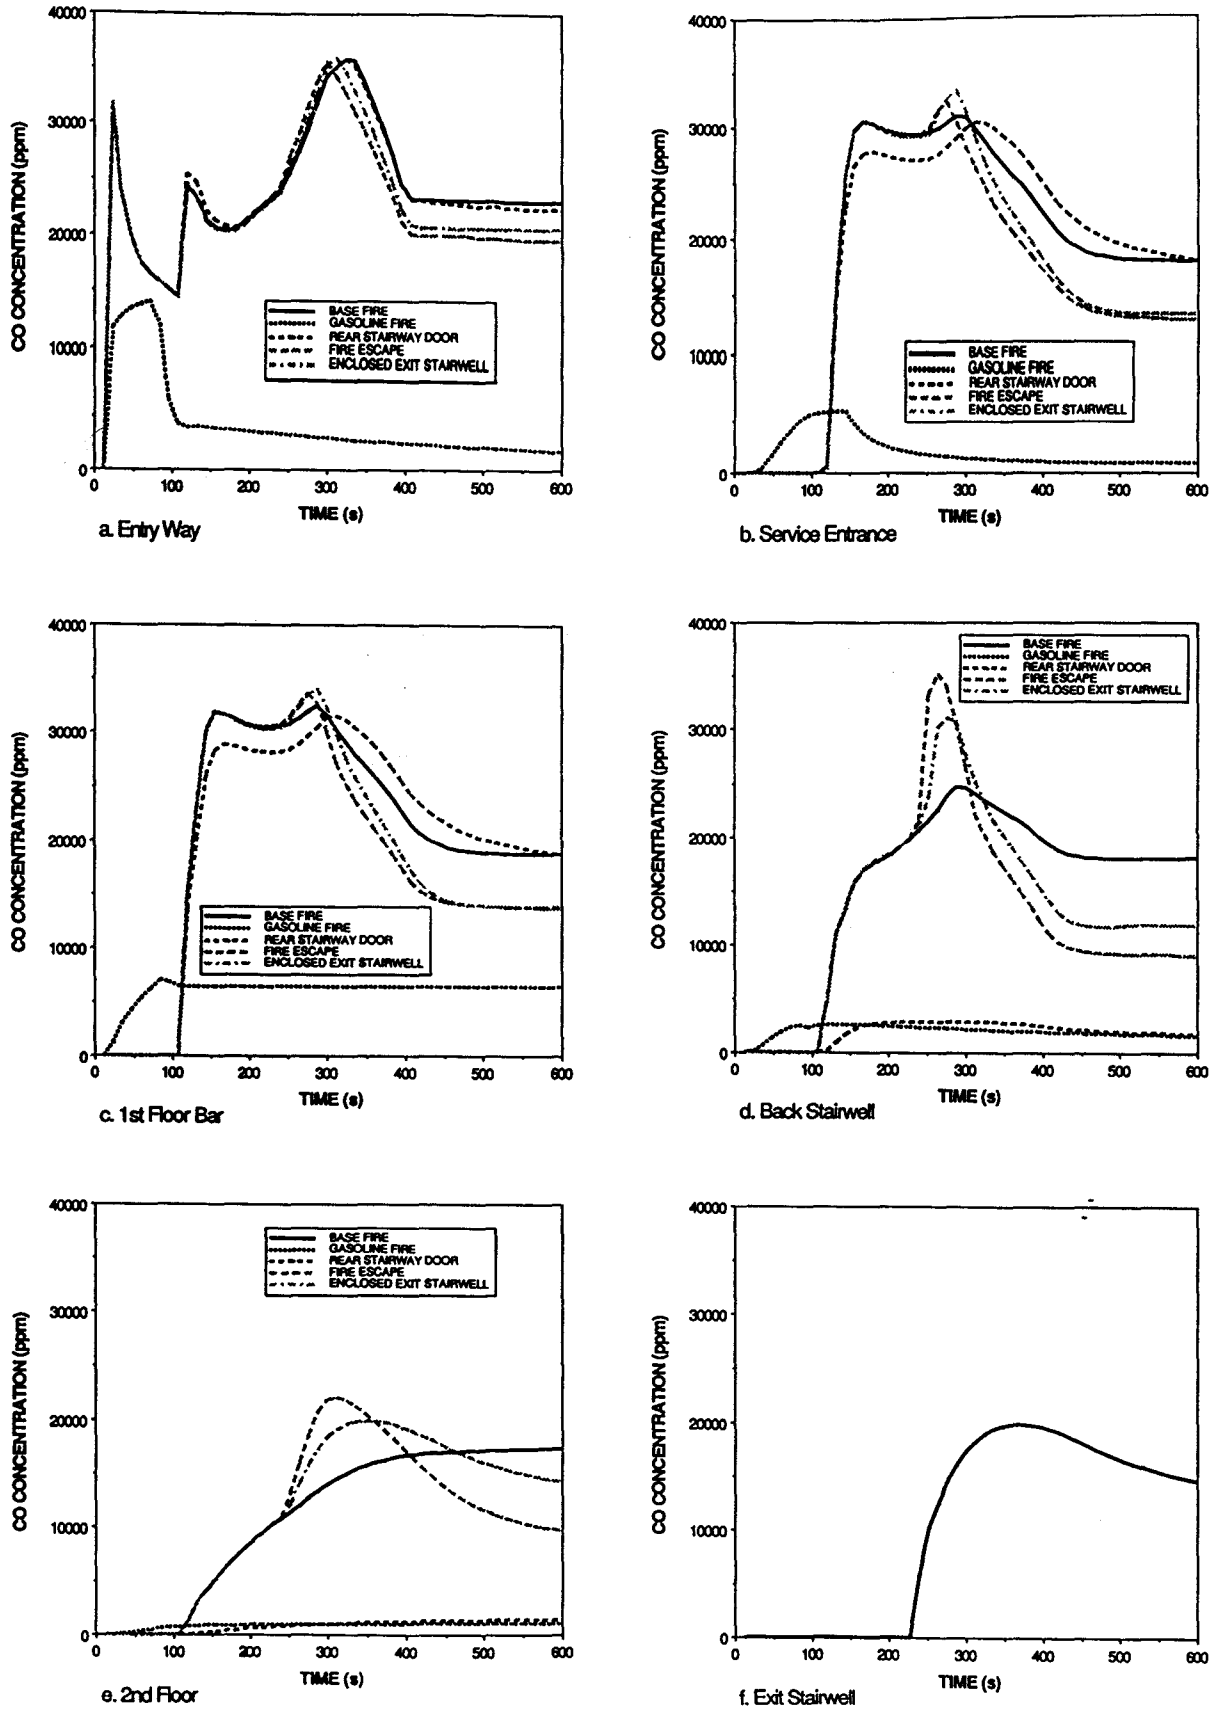 40000
30000
20000
10000
0
CO CONCENTRATION (ppm)
BASE FIRE
GASOLINE FIRE
REAR STAIRWAY DOOR
FIRE ESCAPE
ENCLOSED EXIT STAIRWELL
0 100 200 300 400 500 600
TIME (s)
a. Entry Way
40000
30000
20000
10000
0
CO CONCENTRATION (ppm)
BASE FIRE
GASOLINE FIRE
REAR STAIRWAY DOOR
FIRE ESCAPE
ENCLOSED EXIT STAIRWELL
0 100 200 300 400 500 600
TIME (s)
b. Service Entrance
40000
30000
20000
10000
0
CO CONCENTRATION (ppm)
BASE FIRE
GASOLINE FIRE
REAR STAIRWAY DOOR
FIRE ESCAPE
ENCLOSED EXIT STAIRWELL
0 100 200 300 400 500 600
TIME (s)
c. 1st Floor Bar
40000
30000
20000
10000
0
CO CONCENTRATION (ppm)
BASE FIRE
GASOLINE FIRE
REAR STAIRWAY DOOR
FIRE ESCAPE
ENCLOSED EXIT STAIRWELL
0 100 200 300 400 500 600
TIME (s)
d. Back Stairwell
40000
30000
20000
10000
0
CO CONCENTRATION (ppm)
BASE FIRE
GASOLINE FIRE
REAR STAIRWAY DOOR
FIRE ESCAPE
ENCLOSED EXIT STAIRWELL
0 100 200 300 400 500 600
TIME (s)
e. 2nd Floor
40000
30000
20000
10000
0
CO CONCENTRATION (ppm)
0 100 200 300 400 500 600
TIME (s)
f. Exit Stairwell